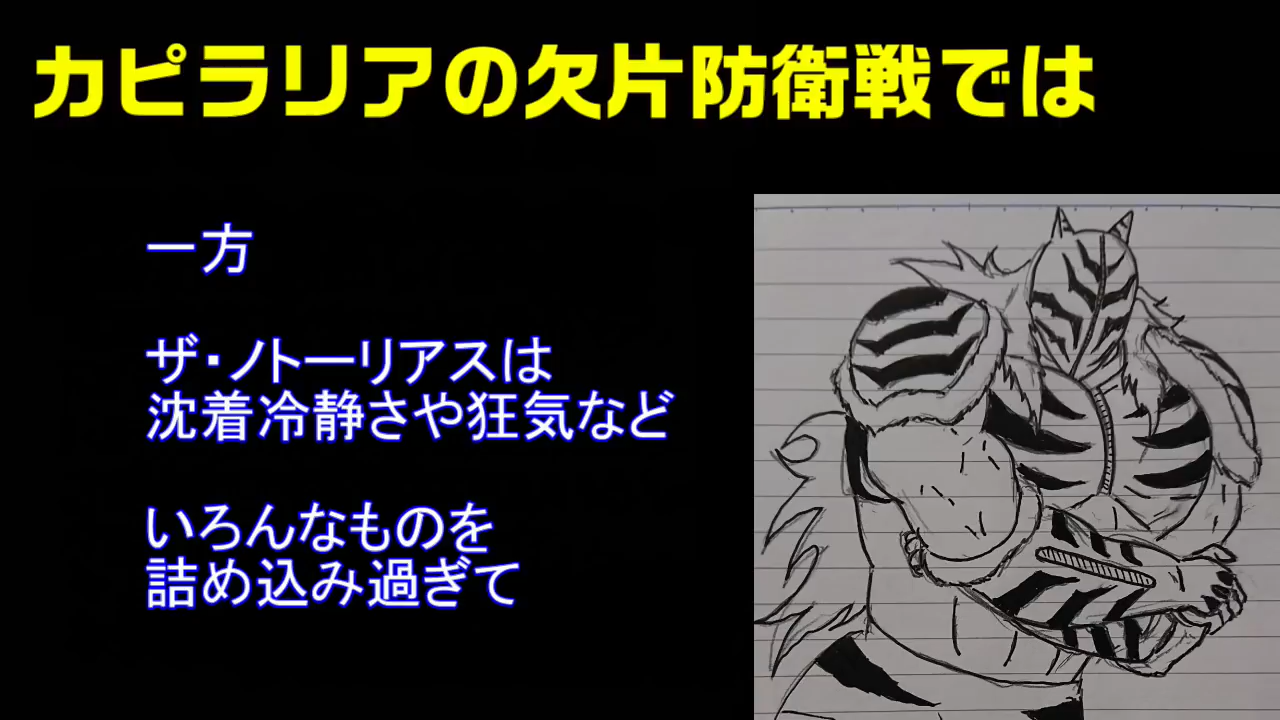 カピラリアの欠片防衛戦では
一方
ザ・ノトーリアスは
沈着冷静さや狂気など
いろんなものを
詰め込み過ぎて